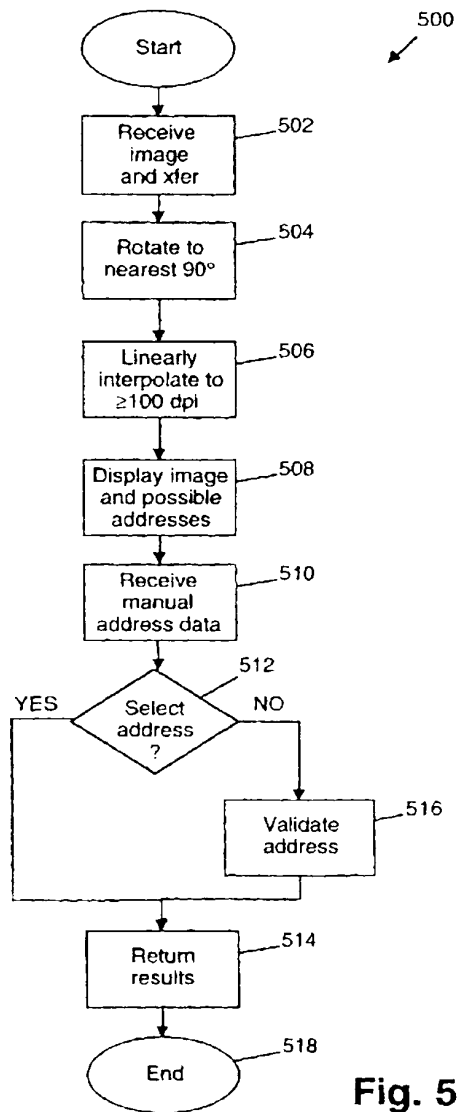 Start
500
Receive
image
and xfer
502
Rotate to
nearest 90°
504
Linearly
interpolate to
≥100 dpi
506
Display image
and possible
addresses
508
Receive
manual
address data
510
512
YES
Select
address
?
NO
Validate
address
516
Return
results
514
End
518
Fig. 5